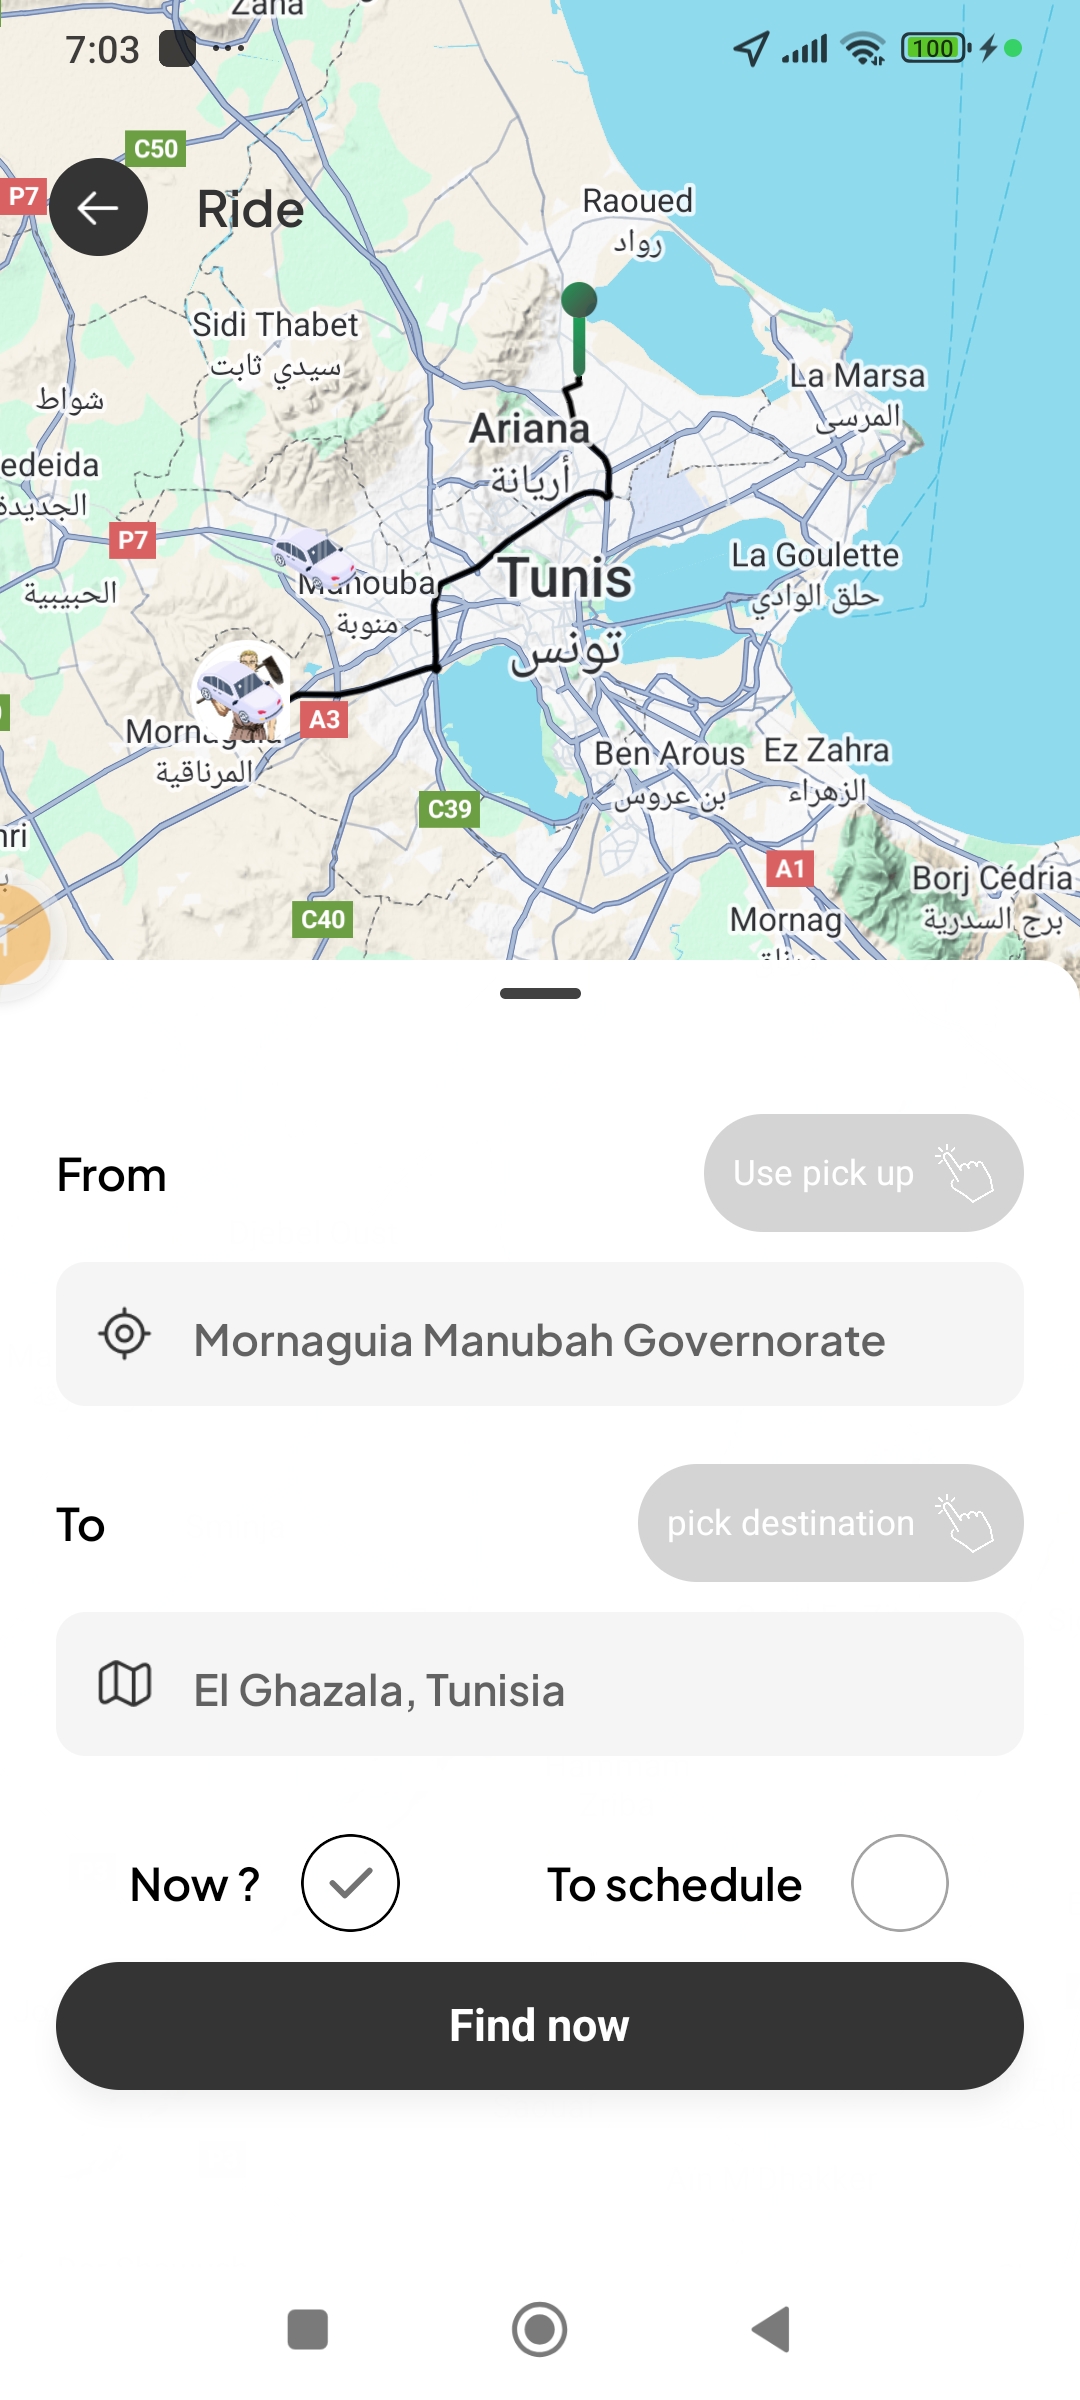 Zana
7:03
100
C50
P7
Ride
Raoued
رواد
Sidi Thabet
سيدي ثابت
La Marsa
المرسى
شواط
Ariana
أريانة
edeida
الجديدة
P7
La Goulette
حلق الوادي
Manouba
منوبة
Tunis
تونس
الحبيبية
A3
Mornaguia
المرناقية
Ben Arous
بن عروس
Ez Zahra
الزهراء
C39
nri
A1
Borj Cédria
برج السدرية
C40
Mornag
From
Use pick up
Mornaguia Manubah Governorate
To
pick destination
El Ghazala, Tunisia
Now ?
To schedule
Find now